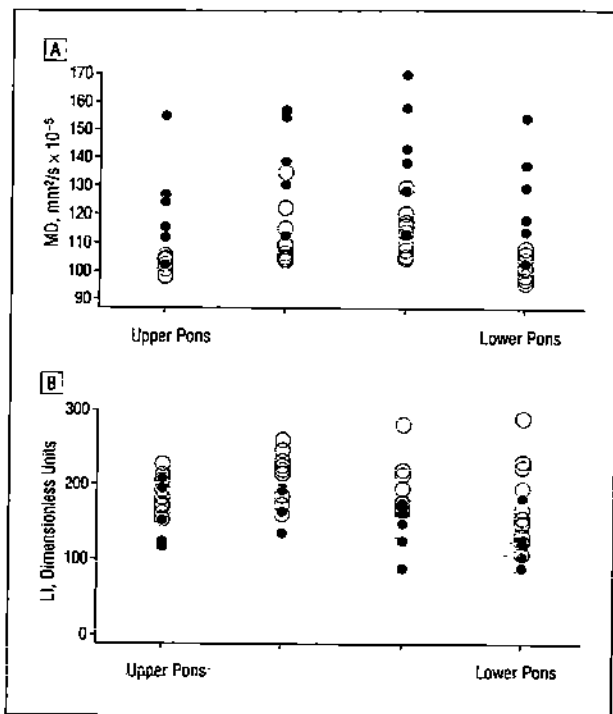 A
170
160
150
140
130
120
110
100
90
MD, mm²/s × 10⁻⁵
Upper Pons
Lower Pons
B
300
200
100
0
LI, Dimensionless Units
Upper Pons
Lower Pons